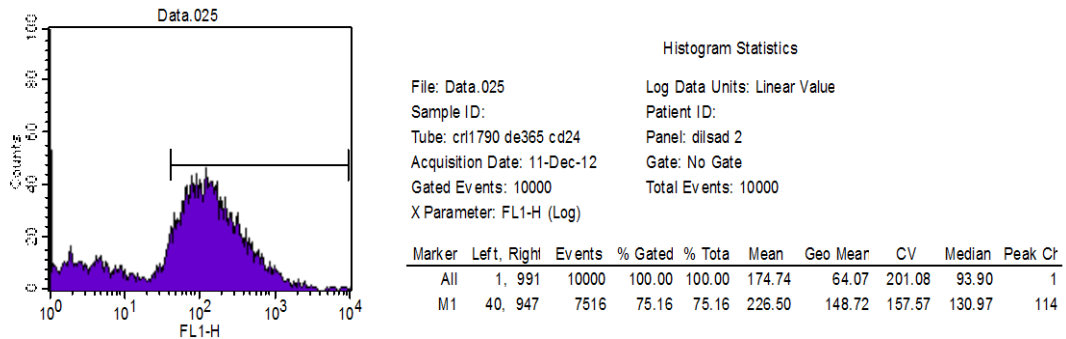 Data.025
100
80
60
40
20
0
Counts
10^0 10^1 10^2 10^3 10^4
FL1-H
Histogram Statistics
File: Data.025 Log Data Units: Linear Value
Sample ID: Patient ID:
Tube: crl1790 de365 cd24 Panel: dilsad 2
Acquisition Date: 11-Dec-12 Gate: No Gate
Gated Events: 10000 Total Events: 10000
X Parameter: FL1-H (Log)
Marker Left, Right Events % Gated % Tota Mean Geo Mear CV Median Peak Ch
All 1, 991 10000 100.00 100.00 174.74 64.07 201.08 93.90 1
M1 40, 947 7516 75.16 75.16 226.50 148.72 157.57 130.97 114